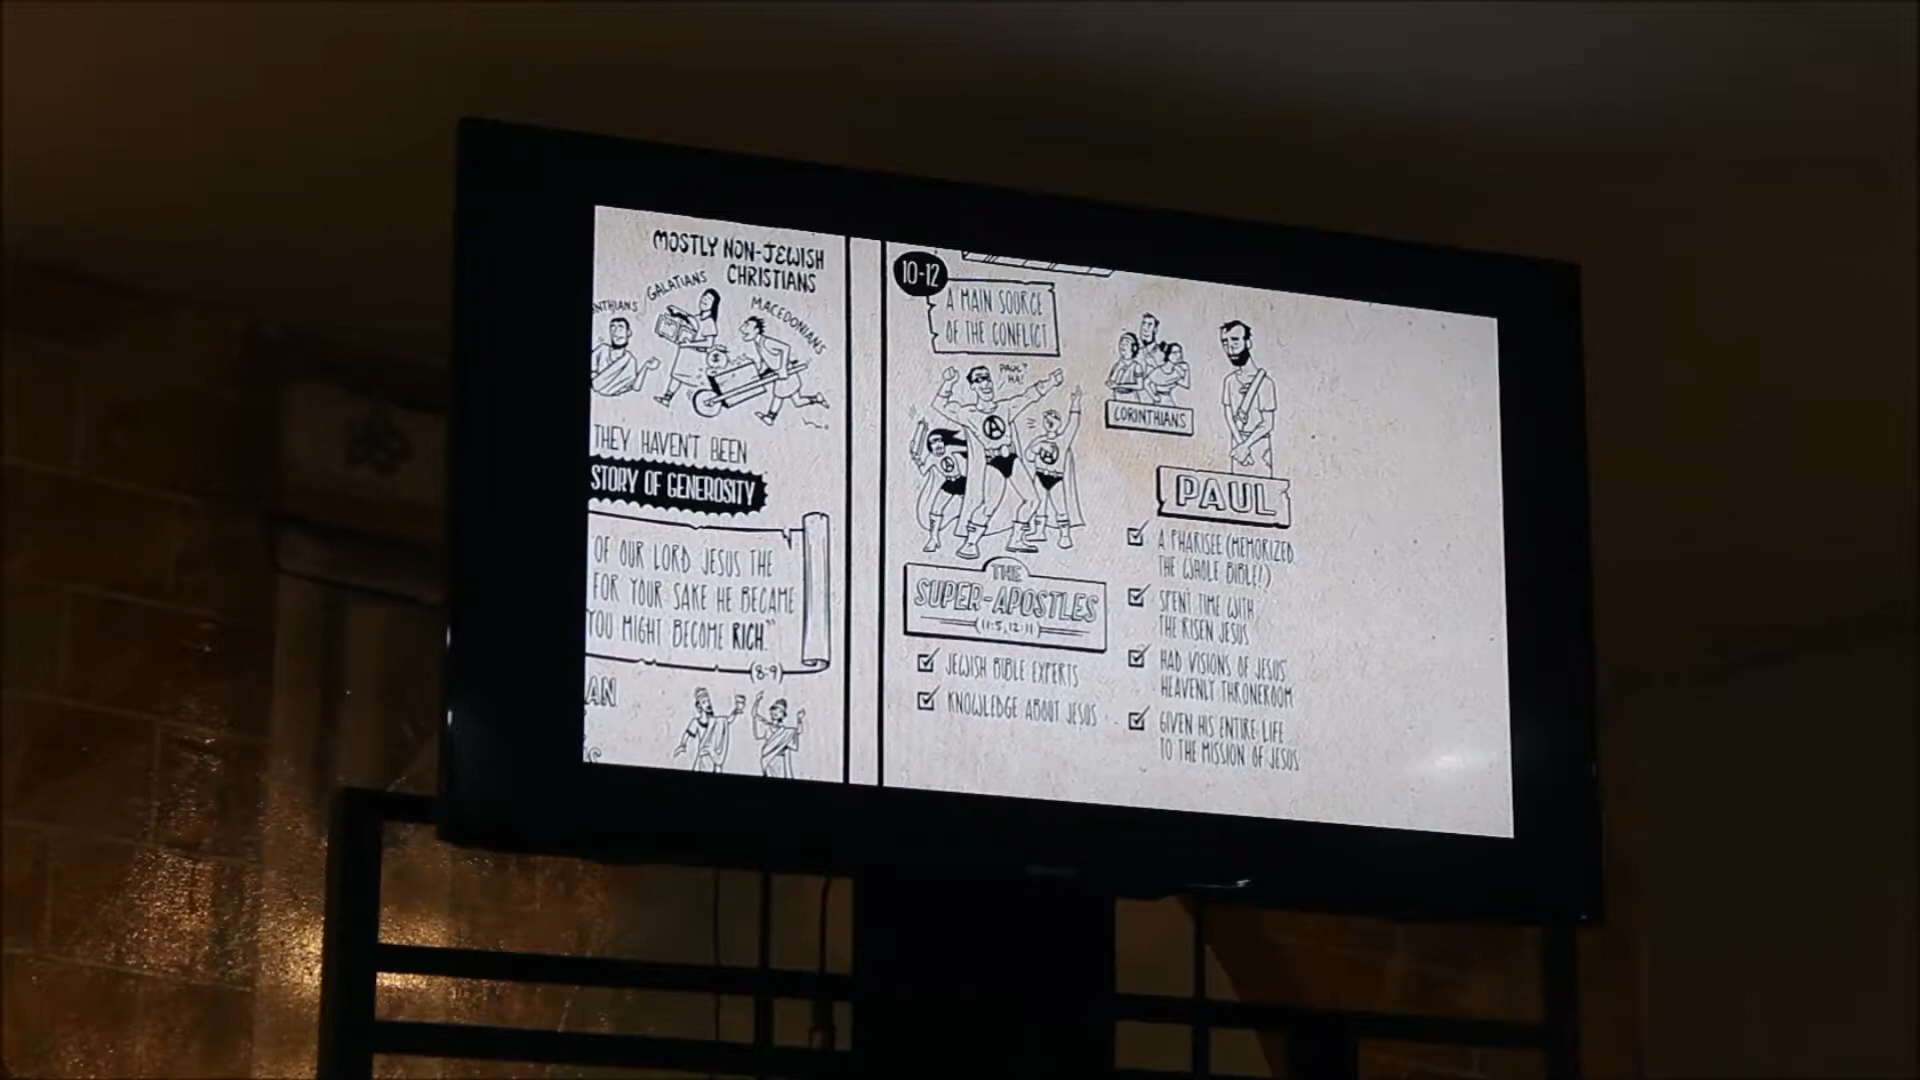 MOSTLY NON-JEWISH
CHRISTIANS
NTHIANS
GALATIANS
MACEDONIANS
$
THEY HAVEN'T BEEN
STORY OF GENEROSITY
OF OUR LORD JESUS THE
FOR YOUR SAKE HE BECAME
YOU MIGHT BECOME RICH."
(8-9)
AN
10-12
A MAIN SOURCE
OF THE CONFLICT
PAUL?
HA!
A
A
A
THE
SUPER-APOSTLES
(11:5, 12:11)
JEWISH BIBLE EXPERTS
KNOWLEDGE ABOUT JESUS
CORINTHIANS
PAUL
A PHARISEE (MEMORIZED
THE WHOLE BIBLE!)
SPENT TIME WITH
THE RISEN JESUS
HAD VISIONS OF JESUS'
HEAVENLY THRONEROOM
GIVEN HIS ENTIRE LIFE
TO THE MISSION OF JESUS